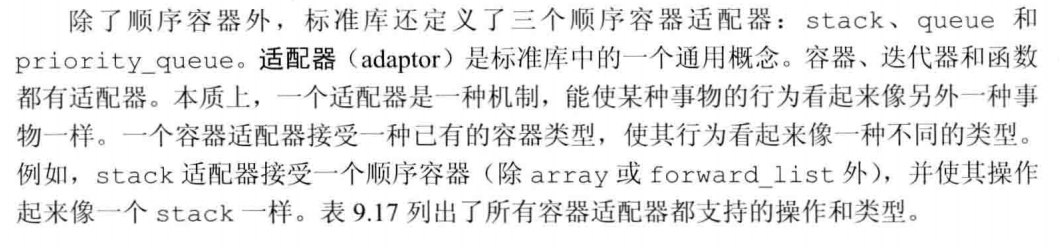 除了顺序容器外，标准库还定义了三个顺序容器适配器：stack、queue 和
priority_queue。适配器（adaptor）是标准库中的一个通用概念。容器、迭代器和函数
都有适配器。本质上，一个适配器是一种机制，能使某种事物的行为看起来像另外一种事
物一样。一个容器适配器接受一种已有的容器类型，使其行为看起来像一种不同的类型。
例如，stack 适配器接受一个顺序容器（除 array 或 forward_list 外），并使其操作
起来像一个 stack 一样。表 9.17 列出了所有容器适配器都支持的操作和类型。